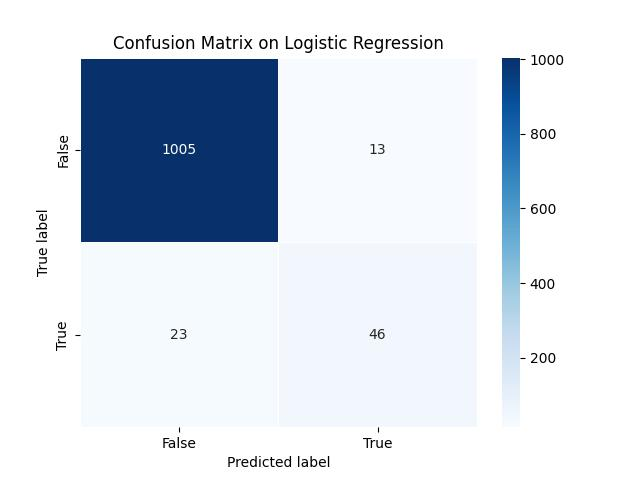 Confusion Matrix on Logistic Regression
True label
False
1005
13
True
23
46
False
True
Predicted label
1000
800
600
400
200